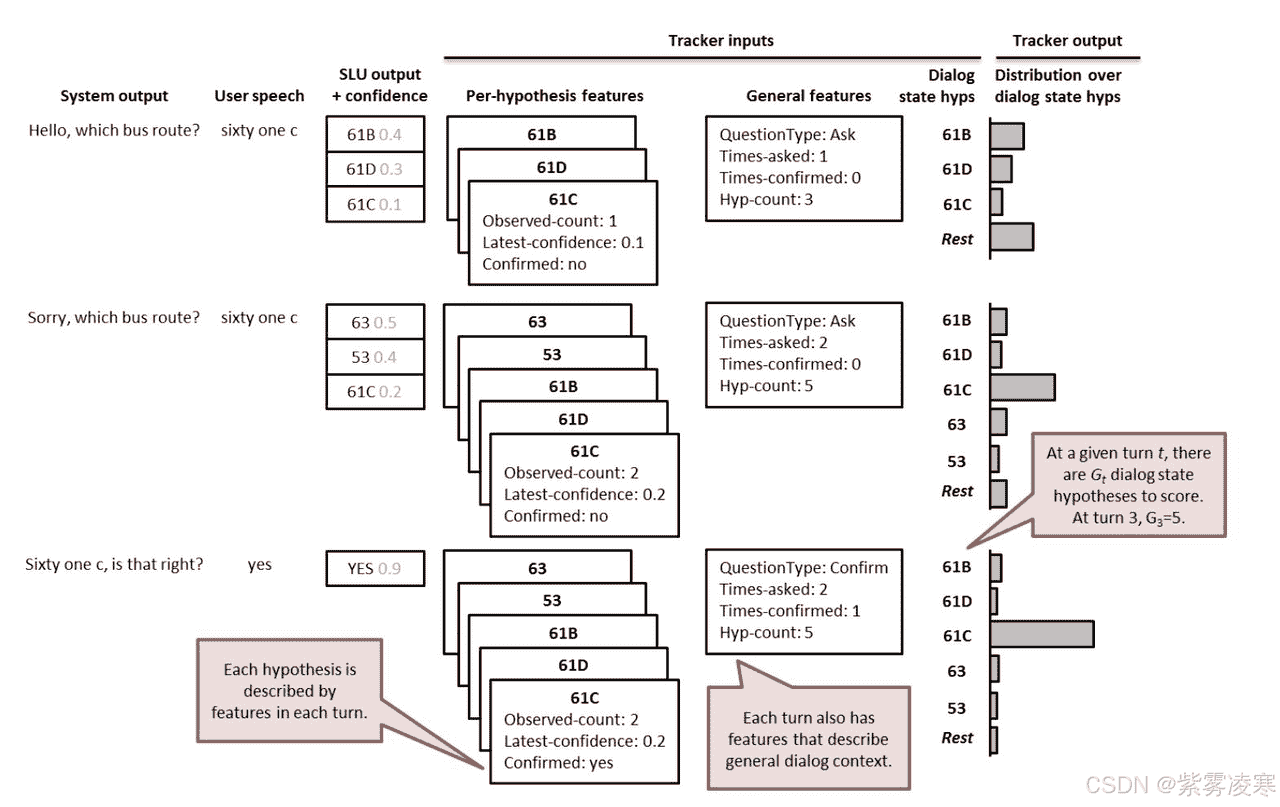 Tracker inputs
Tracker output
System output
User speech
SLU output
+ confidence
Per-hypothesis features
General features
Dialog
state hyps
Distribution over
dialog state hyps
Hello, which bus route?
sixty one c
61B 0.4
61D 0.3
61C 0.1
61B
61D
61C
Observed-count: 1
Latest-confidence: 0.1
Confirmed: no
QuestionType: Ask
Times-asked: 1
Times-confirmed: 0
Hyp-count: 3
61B
61D
61C
Rest
Sorry, which bus route?
sixty one c
63 0.5
53 0.4
61C 0.2
63
53
61B
61D
61C
Observed-count: 2
Latest-confidence: 0.2
Confirmed: no
QuestionType: Ask
Times-asked: 2
Times-confirmed: 0
Hyp-count: 5
61B
61D
61C
63
53
Rest
At a given turn t, there
are Gt dialog state
hypotheses to score.
At turn 3, G3=5.
Sixty one c, is that right?
yes
YES 0.9
63
53
61B
61D
61C
Observed-count: 2
Latest-confidence: 0.2
Confirmed: yes
QuestionType: Confirm
Times-asked: 2
Times-confirmed: 1
Hyp-count: 5
61B
61D
61C
63
53
Rest
Each hypothesis is
described by
features in each turn.
Each turn also has
features that describe
general dialog context.
CSDN @紫雾凌寒